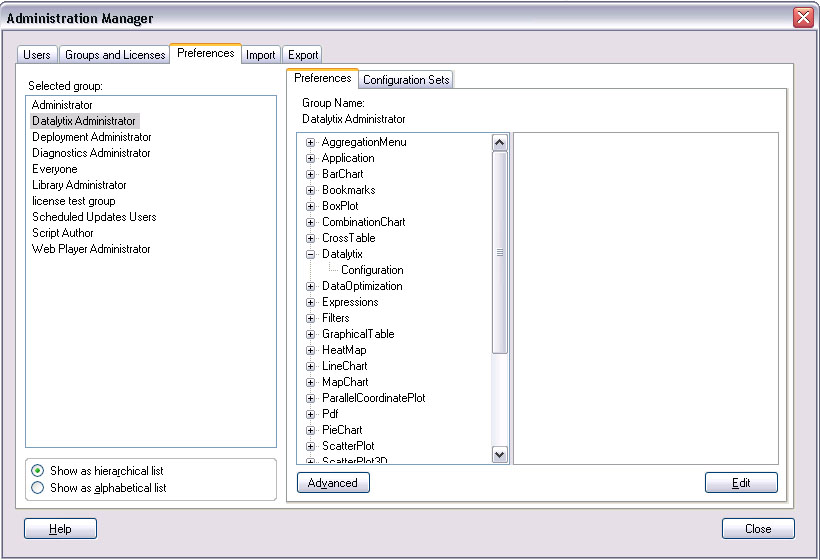 Administration Manager
Users
Groups and Licenses
Preferences
Import
Export
Selected group:
Administrator
Datalytix Administrator
Deployment Administrator
Diagnostics Administrator
Everyone
Library Administrator
license test group
Scheduled Updates Users
Script Author
Web Player Administrator
Show as hierarchical list
Show as alphabetical list
Preferences
Configuration Sets
Group Name:
Datalytix Administrator
AggregationMenu
Application
BarChart
Bookmarks
BoxPlot
CombinationChart
CrossTable
Datalytix
Configuration
DataOptimization
Expressions
Filters
GraphicalTable
HeatMap
LineChart
MapChart
ParallelCoordinatePlot
Pdf
PieChart
ScatterPlot
ScatterPlot3D
Advanced
Edit
Help
Close